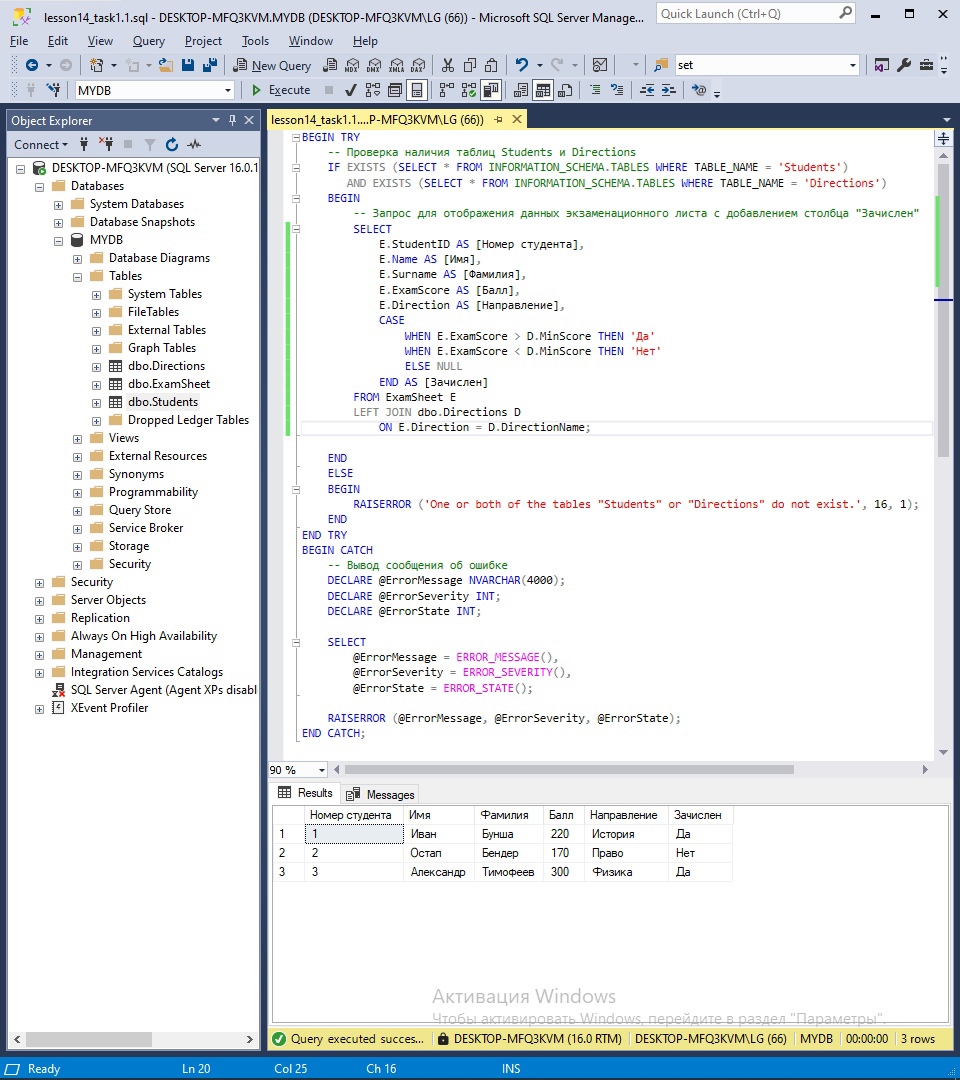 lesson14_task1.1.sql - DESKTOP-MFQ3KVM.MYDB (DESKTOP-MFQ3KVM\LG (66)) - Microsoft SQL Server Manage...
Quick Launch (Ctrl+Q)
File Edit View Query Project Tools Window Help
New Query MDX DMX XMLA DAX set
MYDB Execute
Object Explorer
lesson14_task1.1....P-MFQ3KVM\LG (66))
Connect
DESKTOP-MFQ3KVM (SQL Server 16.0.1
Databases
System Databases
Database Snapshots
MYDB
Database Diagrams
Tables
System Tables
FileTables
External Tables
Graph Tables
dbo.Directions
dbo.ExamSheet
dbo.Students
Dropped Ledger Tables
Views
External Resources
Synonyms
Programmability
Query Store
Service Broker
Storage
Security
Security
Server Objects
Replication
Always On High Availability
Management
Integration Services Catalogs
SQL Server Agent (Agent XPs disabl
XEvent Profiler
BEGIN TRY
-- Проверка наличия таблиц Students и Directions
IF EXISTS (SELECT * FROM INFORMATION_SCHEMA.TABLES WHERE TABLE_NAME = 'Students')
AND EXISTS (SELECT * FROM INFORMATION_SCHEMA.TABLES WHERE TABLE_NAME = 'Directions')
BEGIN
-- Запрос для отображения данных экзаменационного листа с добавлением столбца "Зачислен"
SELECT
E.StudentID AS [Номер студента],
E.Name AS [Имя],
E.Surname AS [Фамилия],
E.ExamScore AS [Балл],
E.Direction AS [Направление],
CASE
WHEN E.ExamScore > D.MinScore THEN 'Да'
WHEN E.ExamScore < D.MinScore THEN 'Нет'
ELSE NULL
END AS [Зачислен]
FROM ExamSheet E
LEFT JOIN dbo.Directions D
ON E.Direction = D.DirectionName;
END
ELSE
BEGIN
RAISERROR ('One or both of the tables "Students" or "Directions" do not exist.', 16, 1);
END
END TRY
BEGIN CATCH
-- Вывод сообщения об ошибке
DECLARE @ErrorMessage NVARCHAR(4000);
DECLARE @ErrorSeverity INT;
DECLARE @ErrorState INT;
SELECT
@ErrorMessage = ERROR_MESSAGE(),
@ErrorSeverity = ERROR_SEVERITY(),
@ErrorState = ERROR_STATE();
RAISERROR (@ErrorMessage, @ErrorSeverity, @ErrorState);
END CATCH;
90 %
Results Messages
Номер студента Имя Фамилия Балл Направление Зачислен
1 1 Иван Бунша 220 История Да
2 2 Остап Бендер 170 Право Нет
3 3 Александр Тимофеев 300 Физика Да
Активация Windows
Чтобы активировать Windows, перейдите в раздел "Параметры".
Query executed succes... DESKTOP-MFQ3KVM (16.0 RTM) DESKTOP-MFQ3KVM\LG (66) MYDB 00:00:00 3 rows
Ready Ln 20 Col 25 Ch 16 INS